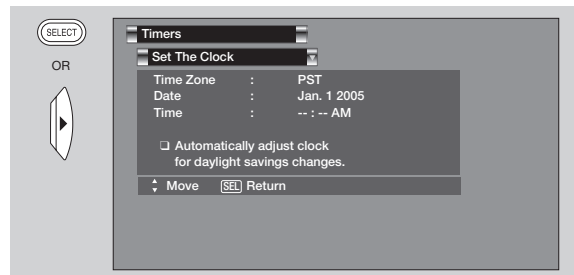 SELECT
OR
Timers
Set The Clock
Time Zone : PST
Date : Jan. 1 2005
Time : -- : -- AM
❏ Automatically adjust clock
for daylight savings changes.
Move SEL Return